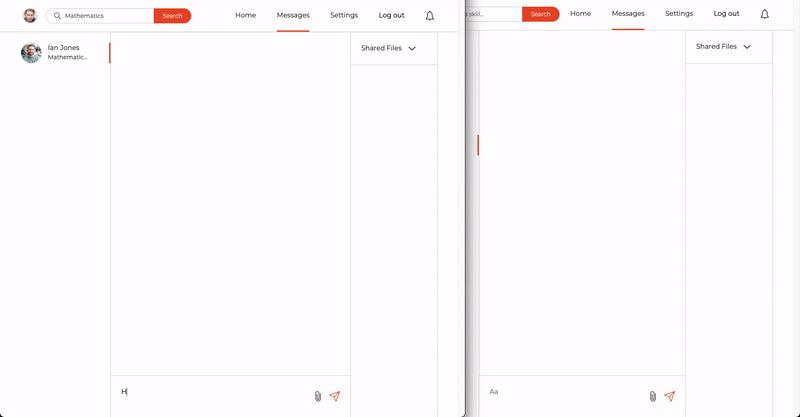 Mathematics Search Home Messages Settings Log out
Ian Jones
Mathematic...
Shared Files
H
a skill... Search Home Messages Settings Log out
Shared Files
Aa